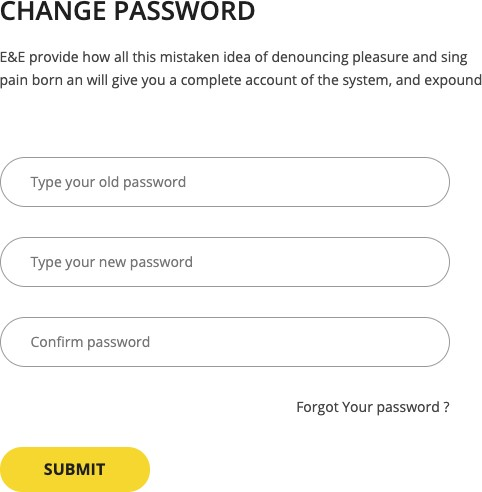 CHANGE PASSWORD
E&E provide how all this mistaken idea of denouncing pleasure and sing
pain born an will give you a complete account of the system, and expound
Type your old password
Type your new password
Confirm password
Forgot Your password ?
SUBMIT